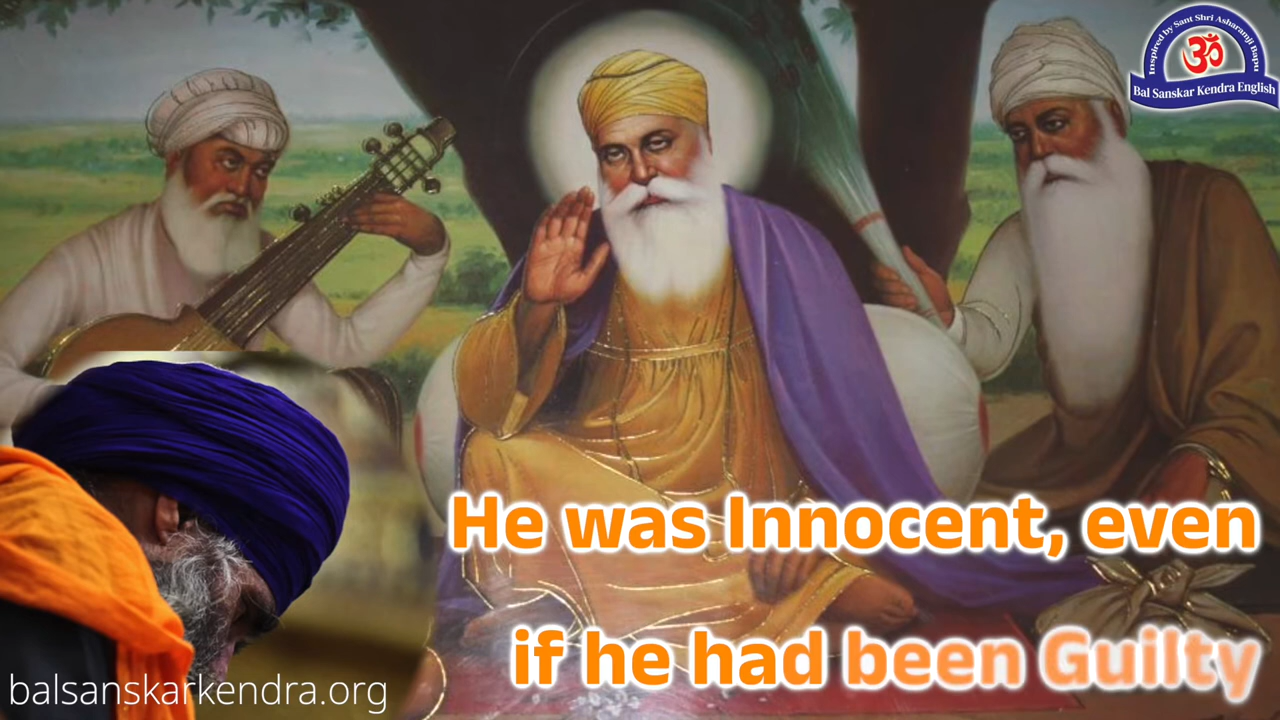 Inspired by Sant Shri Asharamji Bapu
ॐ
Bal Sanskar Kendra English
He was Innocent, even
if he had been Guilty
balsanskarkendra.org